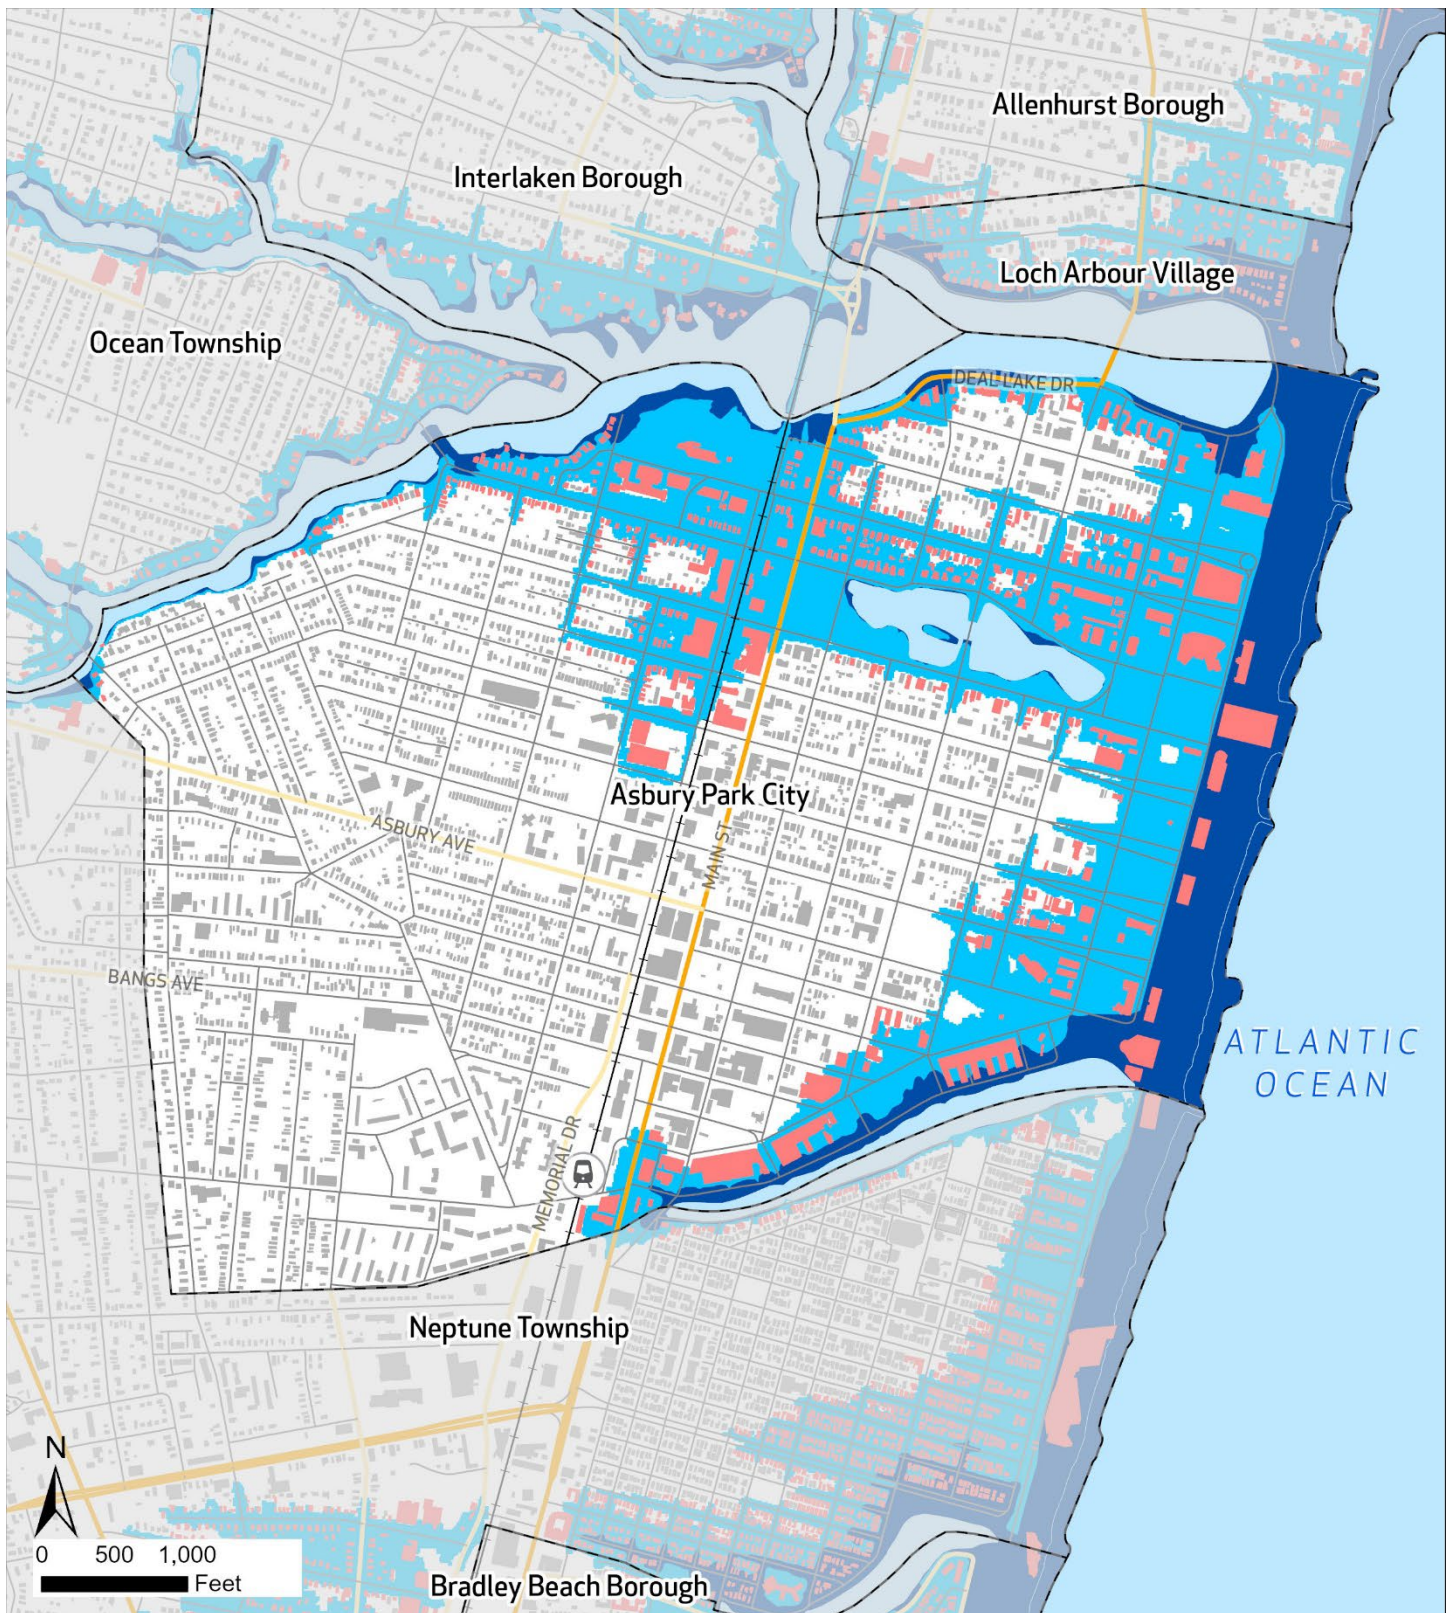 Allenhurst Borough
Interlaken Borough
Loch Arbour Village
Ocean Township
DEAL LAKE DR
Asbury Park City
ASBURY AVE
MAIN ST
BANGS AVE
ATLANTIC
OCEAN
MEMORIAL DR
Neptune Township
N
0 500 1,000
Feet
Bradley Beach Borough